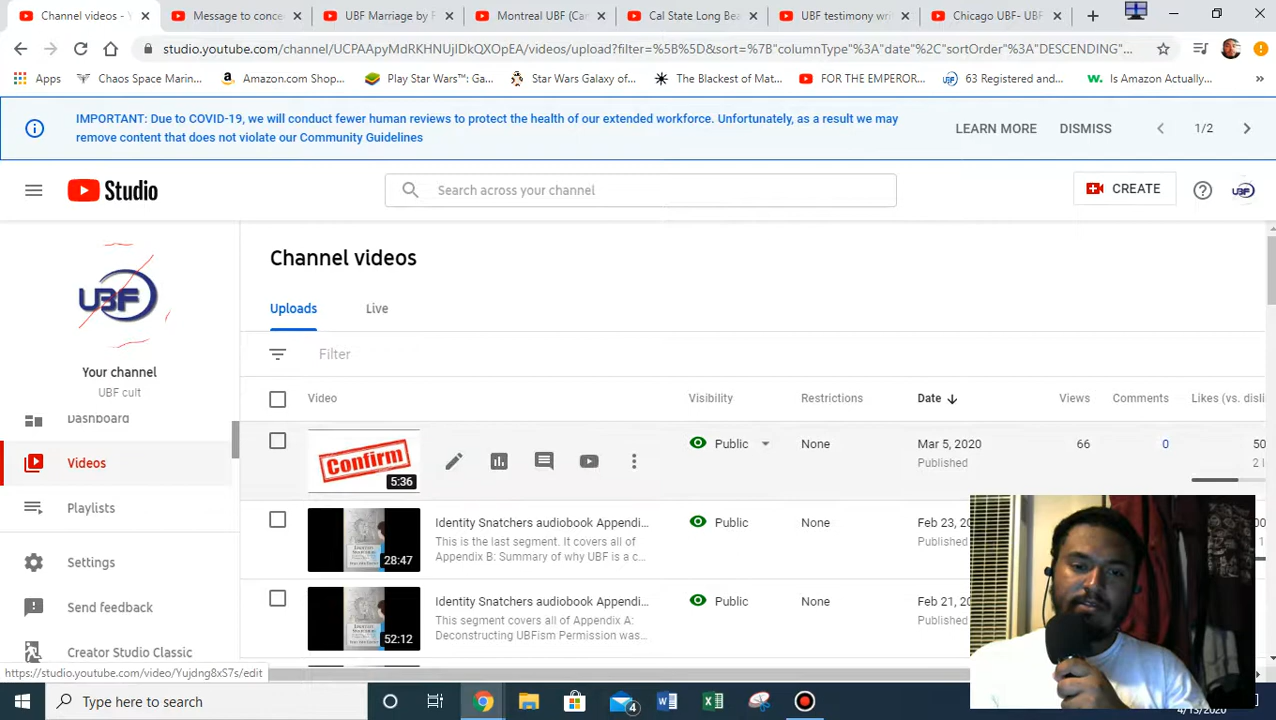 Channel videos - Y
Message to conce
UBF Marriage by
Montreal UBF (Can
Cal State Long Bea
UBF testimony wr
Chicago UBF- UBF
studio.youtube.com/channel/UCPAApyMdRKHNUjIDkQXOpEA/videos/upload?filter=%5B%5D&sort=%7B"columnType"%3A"date"%2C"sortOrder"%3A"DESCENDING"...
Apps
Chaos Space Marin...
Amazon.com Shop...
Play Star Wars™: Ga...
Star Wars Galaxy of...
The Blackest of Mat...
FOR THE EMPEROR...
63 Registered and...
Is Amazon Actually...
IMPORTANT: Due to COVID-19, we will conduct fewer human reviews to protect the health of our extended workforce. Unfortunately, as a result we may
remove content that does not violate our Community Guidelines
LEARN MORE
DISMISS
1/2
Studio
Search across your channel
CREATE
UBF
Your channel
UBF cult
Dashboard
Videos
Playlists
Settings
Send feedback
Creator Studio Classic
Channel videos
Uploads
Live
Filter
Video
Visibility
Restrictions
Date
Views
Comments
Likes (vs. disli
Confirm
5:36
Public
None
Mar 5, 2020
Published
66
0
50
2 l
28:47
Identity Snatchers audiobook Appendi...
This is the last segment. It covers all of
Appendix B: Summary of why UBF is a c...
Public
None
Feb 23, 20
Published
52:12
Identity Snatchers audiobook Appendi...
This segment covers all of Appendix A:
Deconstructing UBFism Permission was...
Public
None
Feb 21, 20
Published
https://studio.youtube.com/video/Yujdng8xS7s/edit
Type here to search
4
4/13/2020